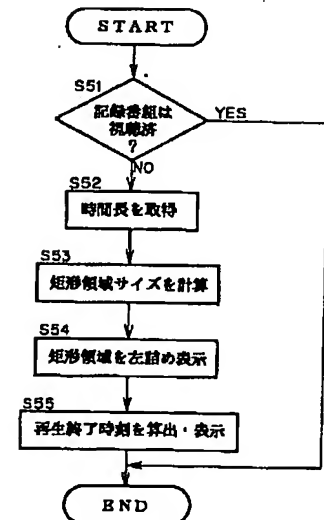 START
S51
記録番組は
視聴済
?
YES
NO
S52
時間長を取得
S53
矩形領域サイズを計算
S54
矩形領域を左詰め表示
S55
再生終了時刻を算出・表示
END